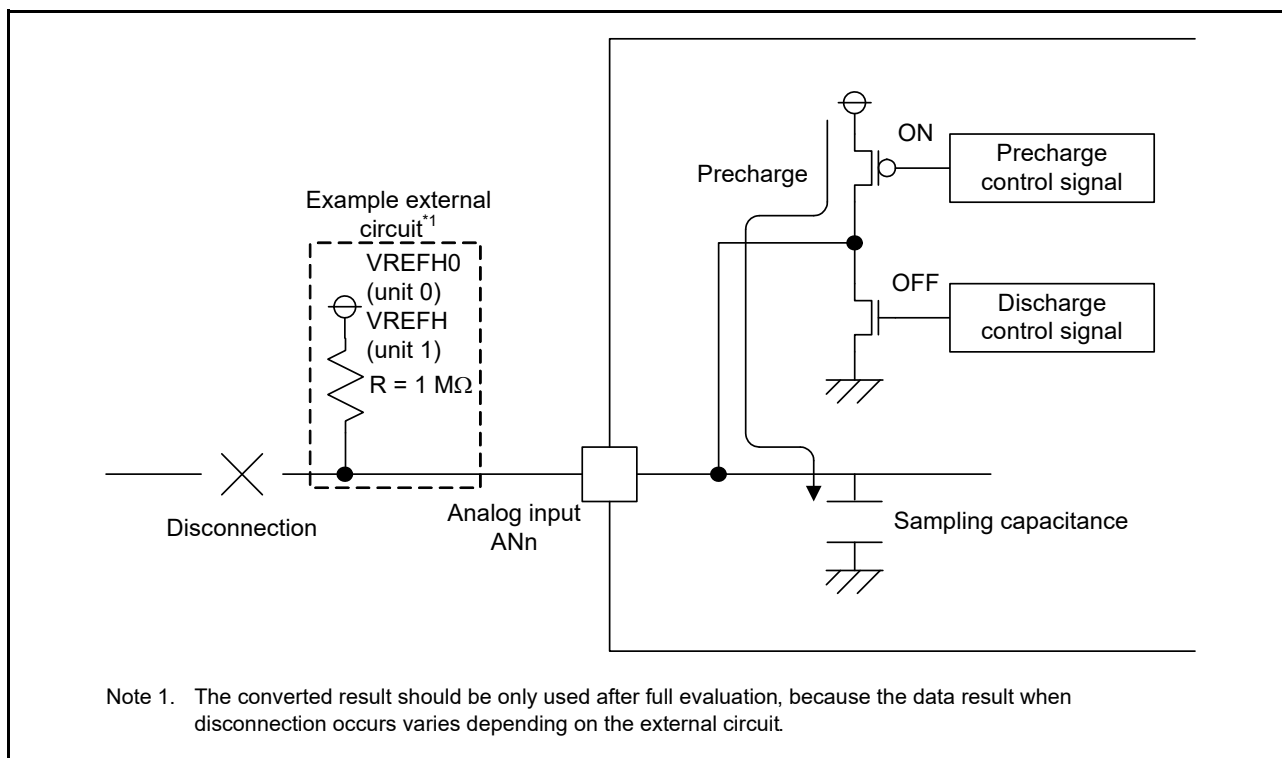 ON
Precharge
control signal
Precharge
Example external
circuit*1
VREFH0
(unit 0)
VREFH
(unit 1)
R = 1 MΩ
OFF
Discharge
control signal
Disconnection
Analog input
ANn
Sampling capacitance
Note 1. The converted result should be only used after full evaluation, because the data result when
disconnection occurs varies depending on the external circuit.